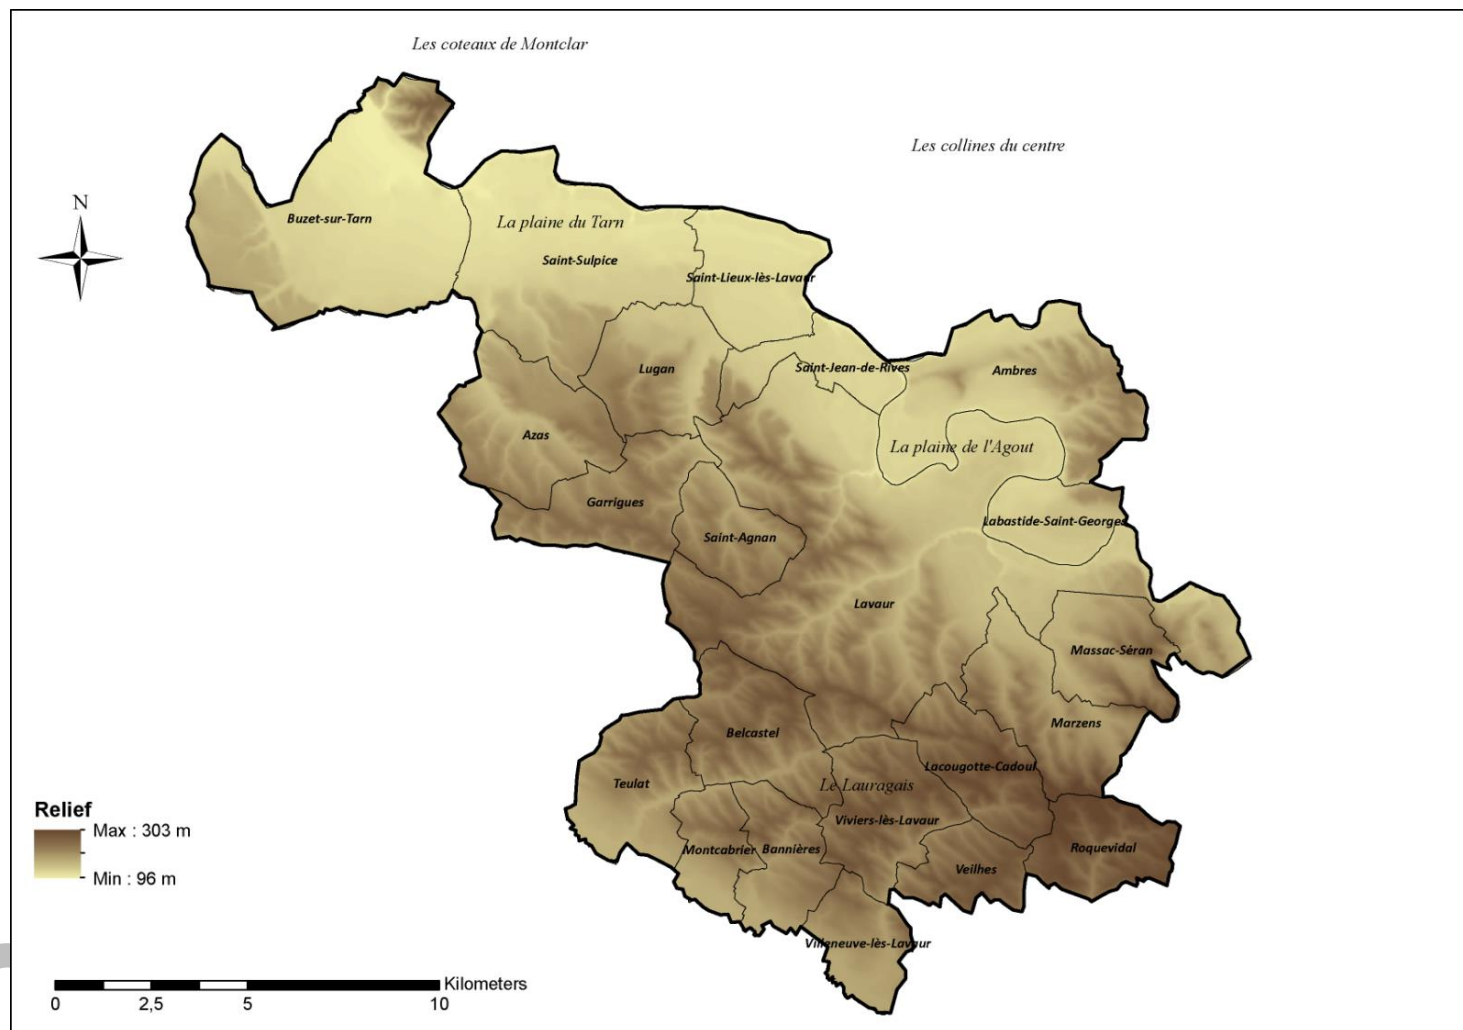 Les coteaux de Montclar
Les collines du centre
N
Buzet-sur-Tarn
La plaine du Tarn
Saint-Sulpice
Saint-Lieux-lès-Lavaur
Saint-Jean-de-Rives
Ambres
Lugan
Azas
La plaine de l'Agout
Garrigues
Labastide-Saint-Georges
Saint-Agnan
Lavaur
Massac-Séran
Marzens
Belcastel
Lacougotte-Cadoul
Teulat
Le Lauragais
Viviers-lès-Lavaur
Montcabrier
Bannières
Roquevidal
Veilhes
Villeneuve-lès-Lavaur
Relief
Max : 303 m
Min : 96 m
Kilometers
0 2,5 5 10